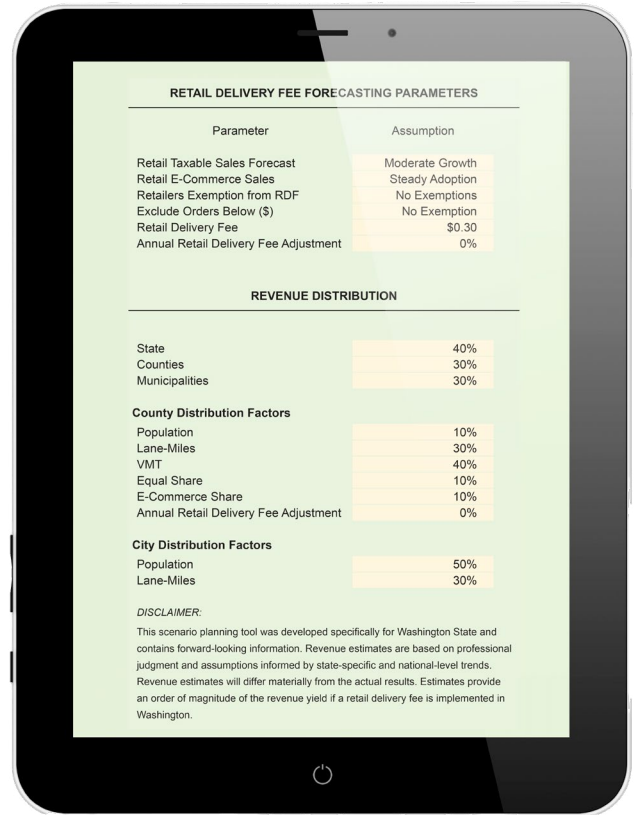 RETAIL DELIVERY FEE FORECASTING PARAMETERS
Parameter Assumption
Retail Taxable Sales Forecast Moderate Growth
Retail E-Commerce Sales Steady Adoption
Retailers Exemption from RDF No Exemptions
Exclude Orders Below ($) No Exemption
Retail Delivery Fee $0.30
Annual Retail Delivery Fee Adjustment 0%
REVENUE DISTRIBUTION
State 40%
Counties 30%
Municipalities 30%
County Distribution Factors
Population 10%
Lane-Miles 30%
VMT 40%
Equal Share 10%
E-Commerce Share 10%
Annual Retail Delivery Fee Adjustment 0%
City Distribution Factors
Population 50%
Lane-Miles 30%
DISCLAIMER:
This scenario planning tool was developed specifically for Washington State and
contains forward-looking information. Revenue estimates are based on professional
judgment and assumptions informed by state-specific and national-level trends.
Revenue estimates will differ materially from the actual results. Estimates provide
an order of magnitude of the revenue yield if a retail delivery fee is implemented in
Washington.